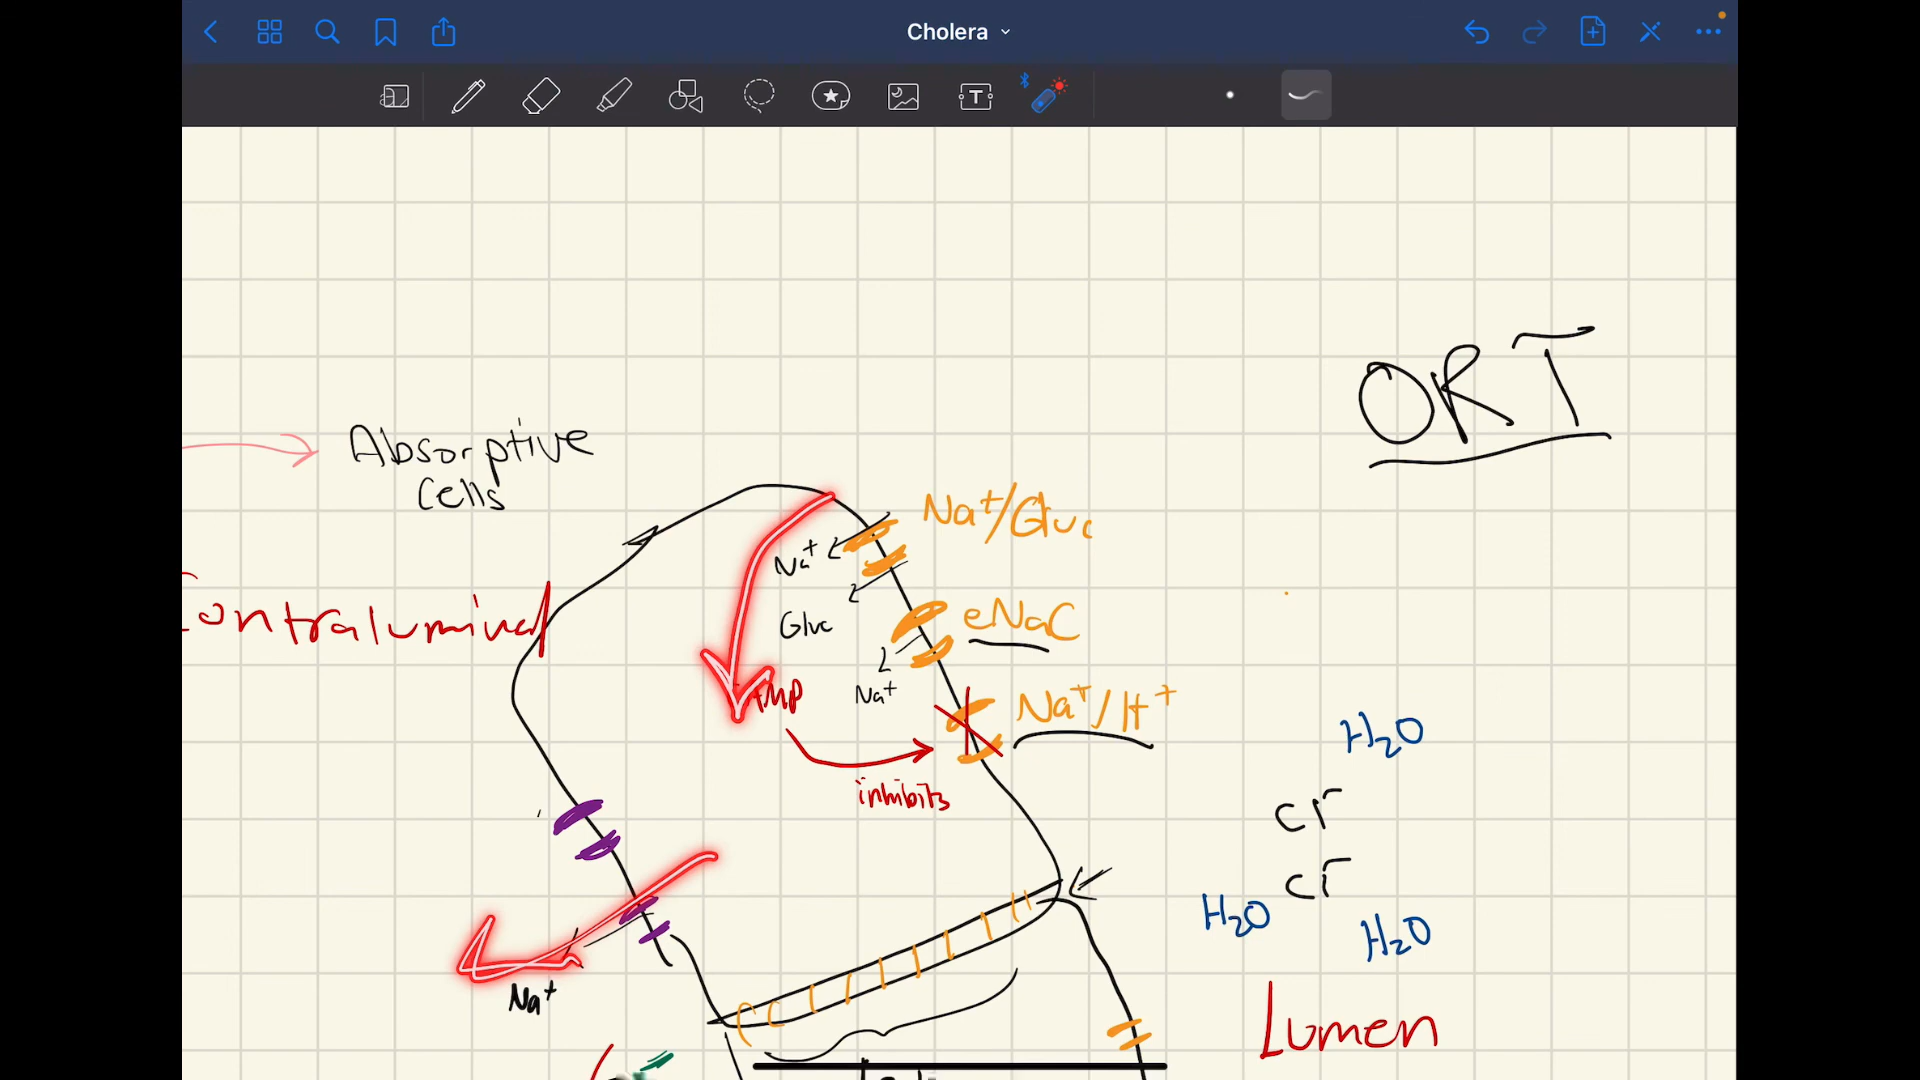 Cholera
ORT
Absorptive
Cells
Na+/Gluc
Na+
Contraluminal
Gluc
eNaC
Na+
Na+/H+
inhibits
H2O
Cl-
Cl-
H2O
H2O
Na+
Lumen